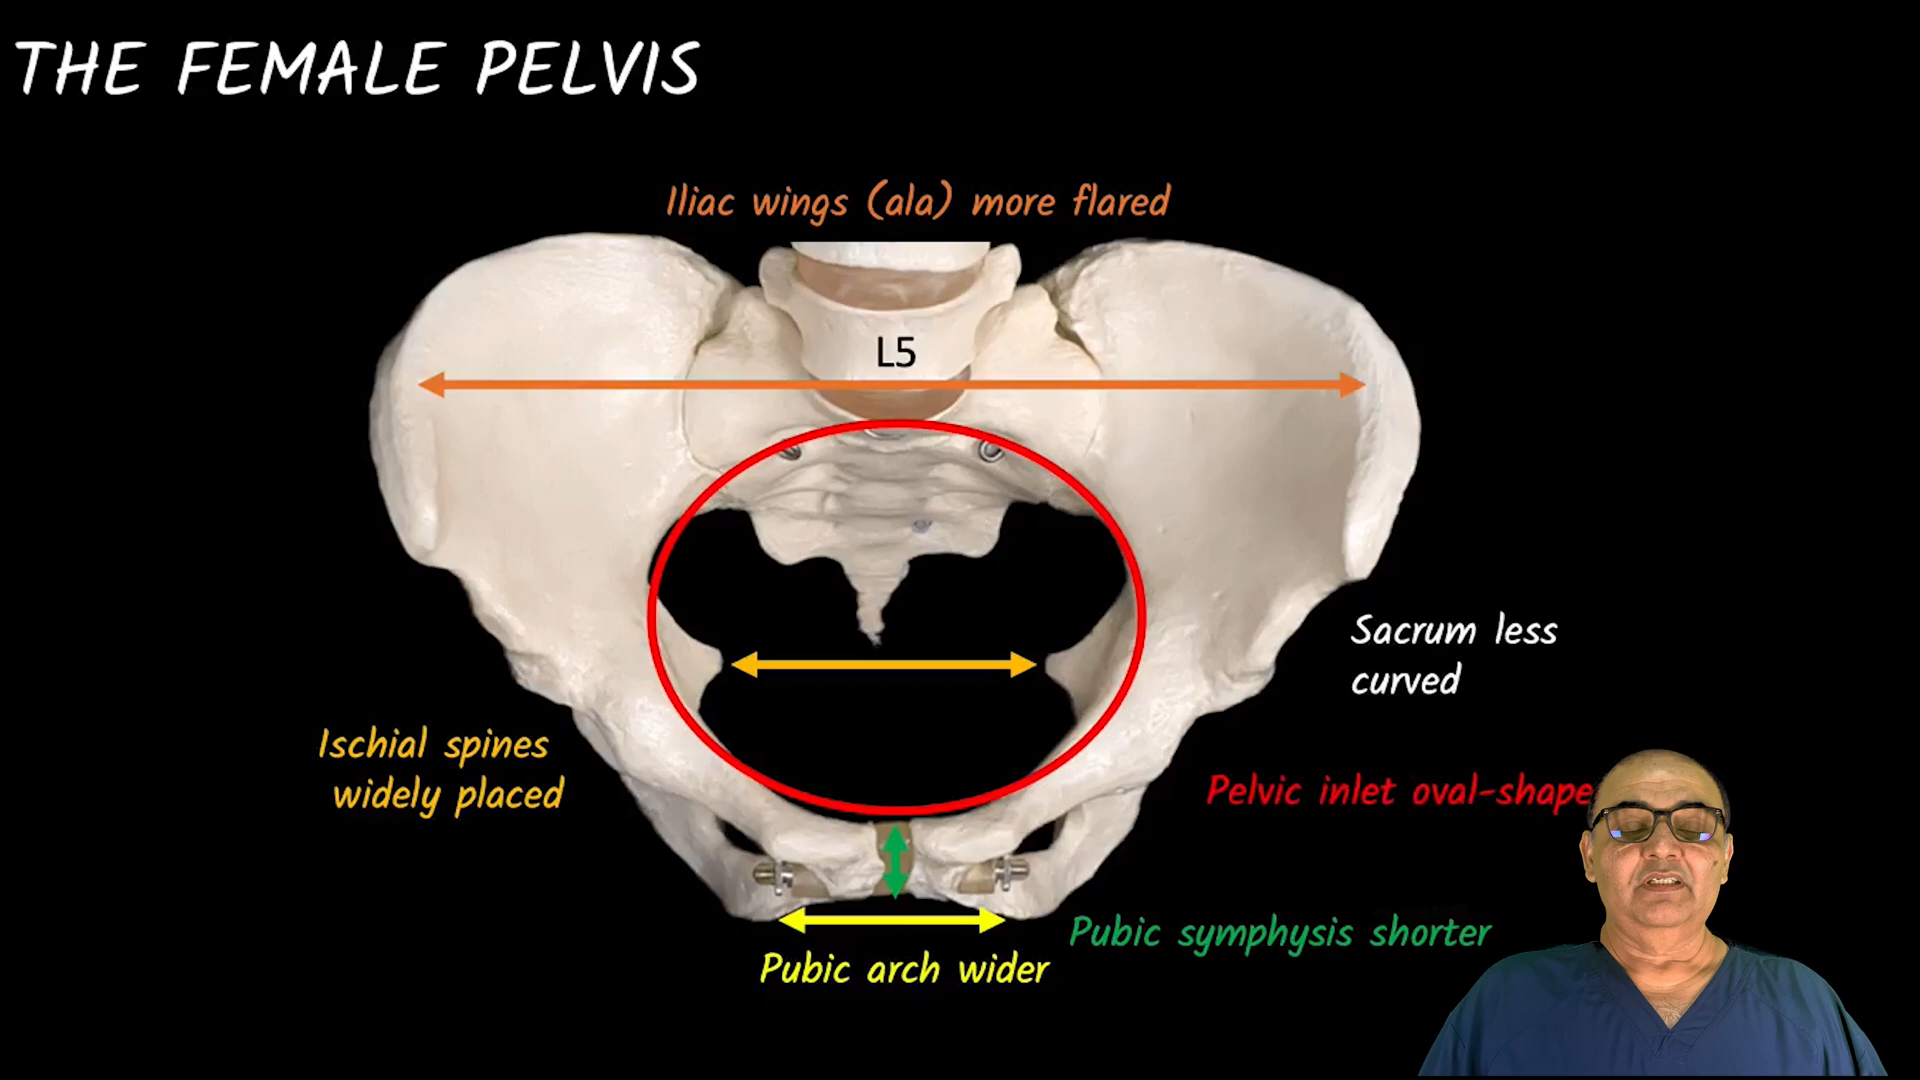 THE FEMALE PELVIS
Iliac wings (ala) more flared
L5
Sacrum less
curved
Ischial spines
widely placed
Pelvic inlet oval-shape
Pubic symphysis shorter
Pubic arch wider